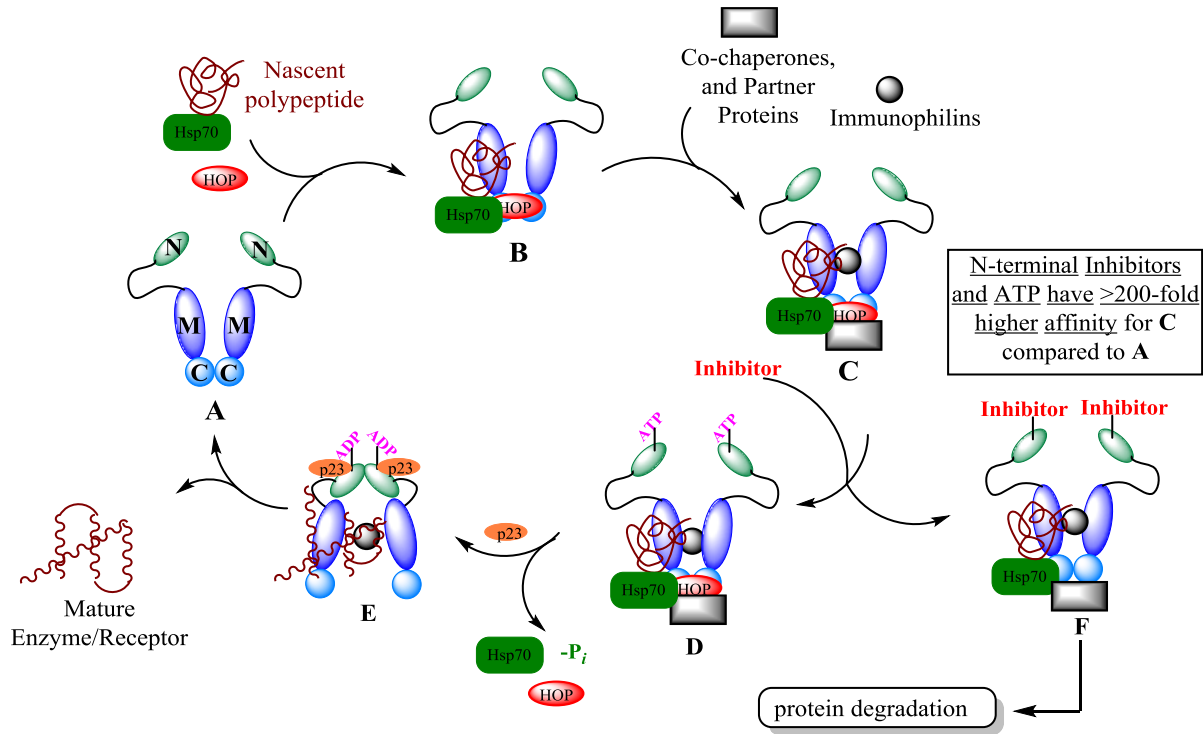 Nascent
polypeptide
Hsp70
HOP
N
N
M
M
C
C
A
Hsp70
HOP
B
Co-chaperones,
and Partner
Proteins
Immunophilins
Hsp70
HOP
C
N-terminal Inhibitors
and ATP have >200-fold
higher affinity for C
compared to A
Inhibitor
Inhibitor
Inhibitor
Hsp70
F
protein degradation
ATP
ATP
Hsp70
HOP
D
p23
Hsp70
-Pi
HOP
ADP
ADP
p23
p23
E
Mature
Enzyme/Receptor